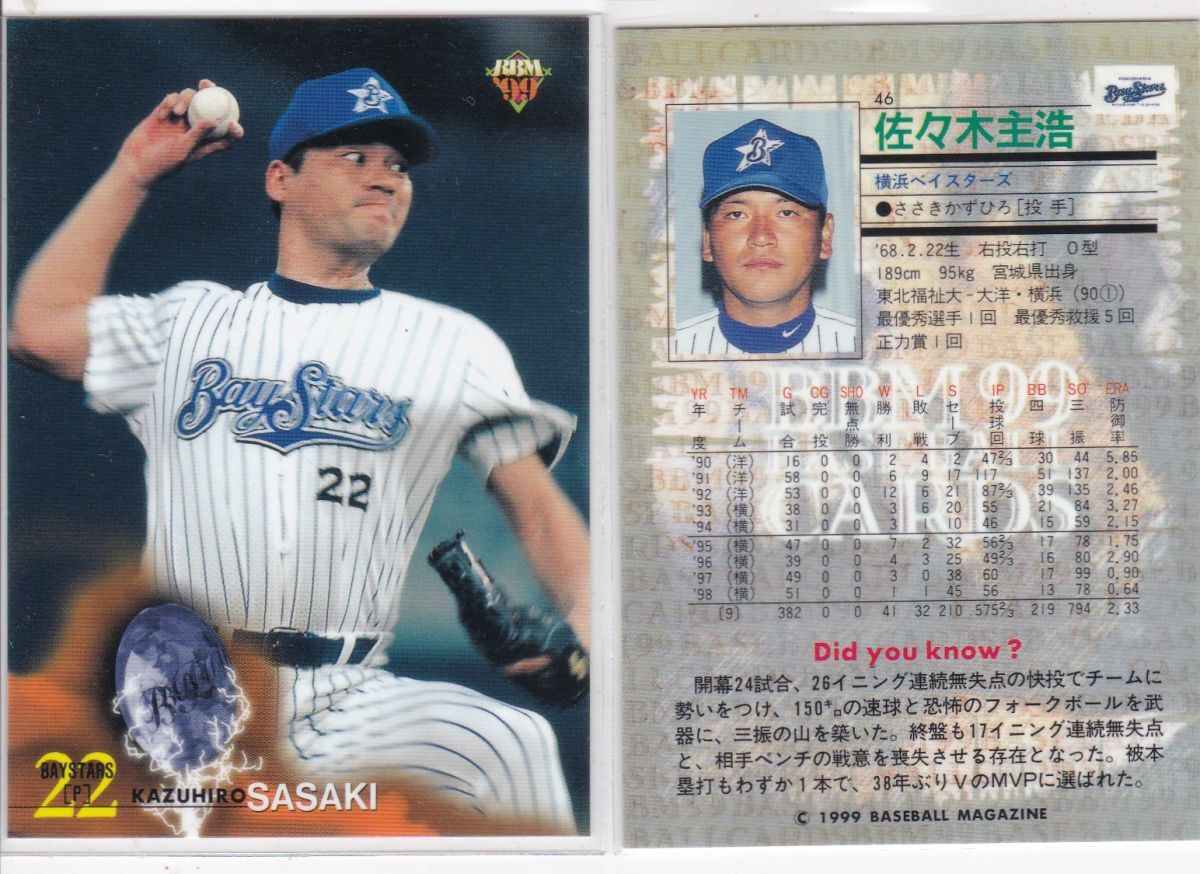 BBM
'99
B
BayStars
22
BBM
22
BAYSTARS
[P]
KAZUHIRO SASAKI
46
YOKOHAMA
BayStars
佐々木主浩
横浜ベイスターズ
●ささきかずひろ[投手]
'68.2.22生 右投右打 O型
189cm 95kg 宮城県出身
東北福祉大-大洋・横浜(90①)
最優秀選手1回 最優秀救援5回
正力賞1回
BBM 99
BASEBALL
CARDS
YR TM G CG SHO W L S IP BB SO ERA
年度 チーム 試合 完投 無点勝 勝利 敗戦 セーブ 投球回 四球 三振 防御率
'90 (洋) 16 0 0 2 4 2 47⅔ 30 44 5.85
'91 (洋) 58 0 0 6 9 17 117 51 137 2.00
'92 (洋) 53 0 0 12 6 21 87⅔ 39 135 2.46
'93 (横) 38 0 0 3 6 20 55 21 84 3.27
'94 (横) 31 0 0 3 1 10 46 15 59 2.15
'95 (横) 47 0 0 7 2 32 56⅔ 17 78 1.75
'96 (横) 39 0 0 4 3 25 49⅔ 16 80 2.90
'97 (横) 49 0 0 3 0 38 60 17 99 0.90
'98 (横) 51 0 0 1 1 45 56 13 78 0.64
(9) 382 0 0 41 32 210 575⅔ 219 794 2.33
Did you know?
開幕24試合、26イニング連続無失点の快投でチームに
勢いをつけ、150㌔の速球と恐怖のフォークボールを武
器に、三振の山を築いた。終盤も17イニング連続無失点
と、相手ベンチの戦意を喪失させる存在となった。被本
塁打もわずか1本で、38年ぶりVのMVPに選ばれた。
© 1999 BASEBALL MAGAZINE